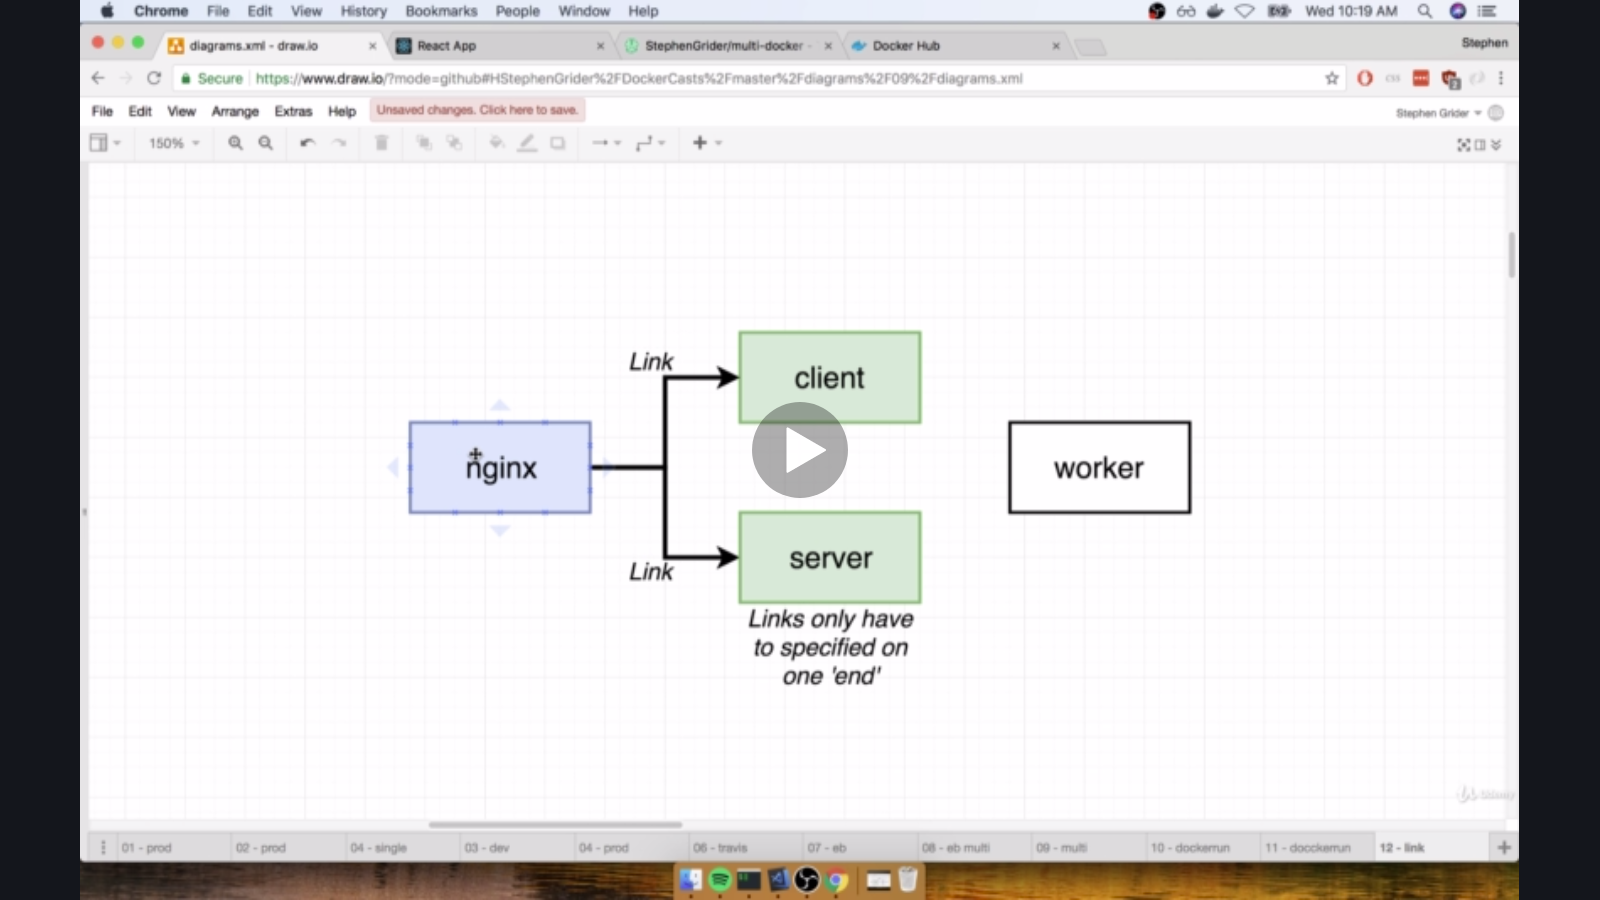 Chrome File Edit View History Bookmarks People Window Help Wed 10:19 AM
diagrams.xml - draw.io React App StephenGrider/multi-docker - Docker Hub Stephen
Secure https://www.draw.io/?mode=github#HStephenGrider%2FDockerCasts%2Fmaster%2Fdiagrams%2F09%2Fdiagrams.xml
File Edit View Arrange Extras Help Unsaved changes. Click here to save. Stephen Grider
150%
Link
client
nginx
worker
server
Link
Links only have
to specified on
one 'end'
Udemy
01 - prod 02 - prod 04 - single 03 - dev 04 - prod 06 - travis 07 - eb 08 - eb multi 09 - multi 10 - dockerrun 11 - docckerrun 12 - link